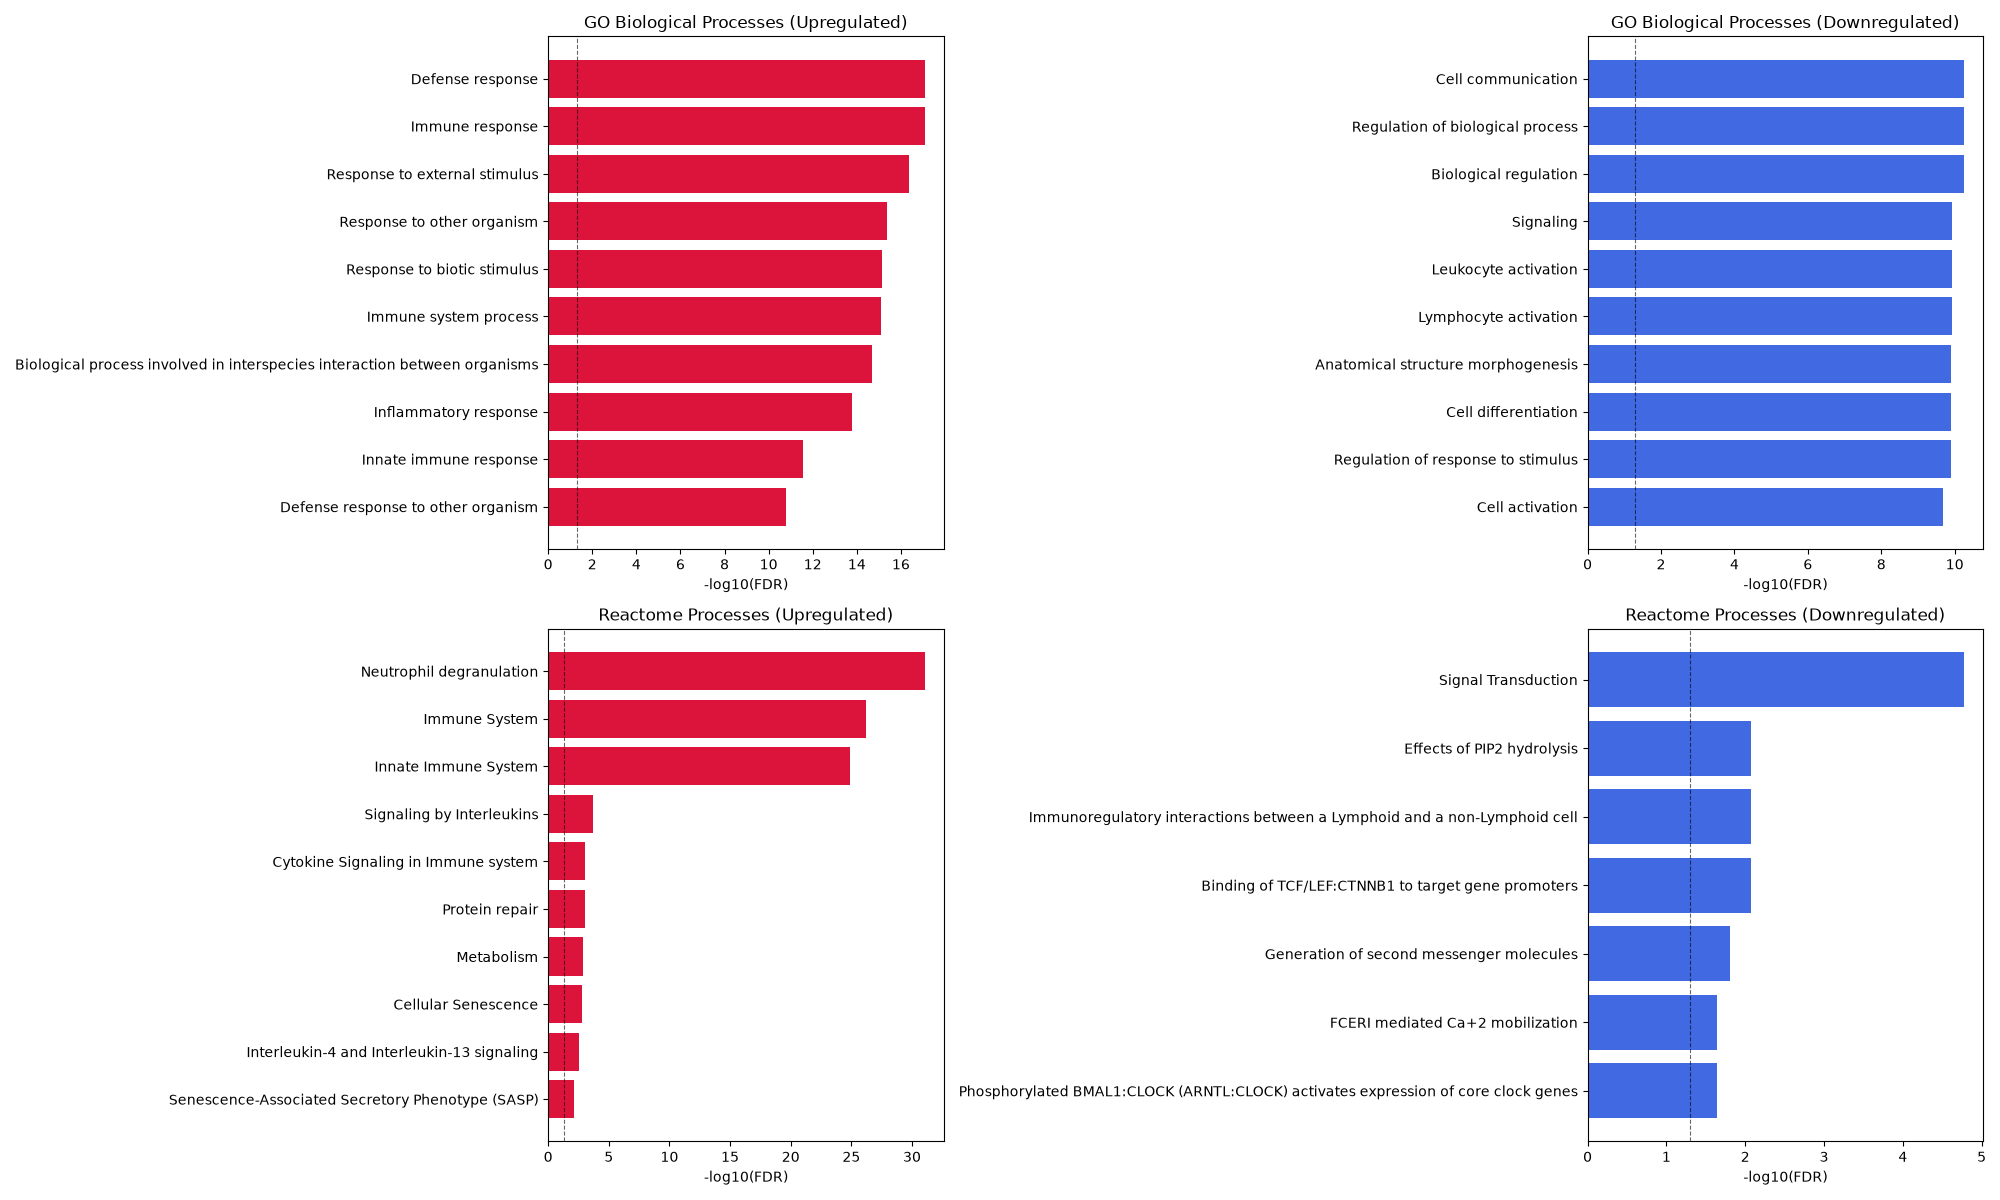 GO Biological Processes (Upregulated)
Defense response
Immune response
Response to external stimulus
Response to other organism
Response to biotic stimulus
Immune system process
Biological process involved in interspecies interaction between organisms
Inflammatory response
Innate immune response
Defense response to other organism
0 2 4 6 8 10 12 14 16
-log10(FDR)
GO Biological Processes (Downregulated)
Cell communication
Regulation of biological process
Biological regulation
Signaling
Leukocyte activation
Lymphocyte activation
Anatomical structure morphogenesis
Cell differentiation
Regulation of response to stimulus
Cell activation
0 2 4 6 8 10
-log10(FDR)
Reactome Processes (Upregulated)
Neutrophil degranulation
Immune System
Innate Immune System
Signaling by Interleukins
Cytokine Signaling in Immune system
Protein repair
Metabolism
Cellular Senescence
Interleukin-4 and Interleukin-13 signaling
Senescence-Associated Secretory Phenotype (SASP)
0 5 10 15 20 25 30
-log10(FDR)
Reactome Processes (Downregulated)
Signal Transduction
Effects of PIP2 hydrolysis
Immunoregulatory interactions between a Lymphoid and a non-Lymphoid cell
Binding of TCF/LEF:CTNNB1 to target gene promoters
Generation of second messenger molecules
FCERI mediated Ca+2 mobilization
Phosphorylated BMAL1:CLOCK (ARNTL:CLOCK) activates expression of core clock genes
0 1 2 3 4 5
-log10(FDR)